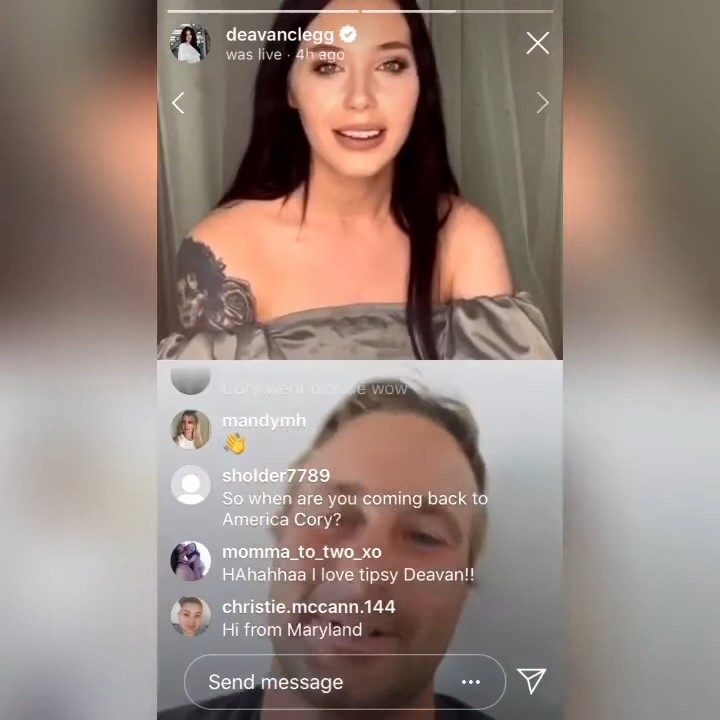 deavanclegg
was live · 4h ago
Cory went orange wow
mandymh
👋
sholder7789
So when are you coming back to
America Cory?
momma_to_two_xo
HAhahhaa I love tipsy Deavan!!
christie.mccann.144
Hi from Maryland
Send message